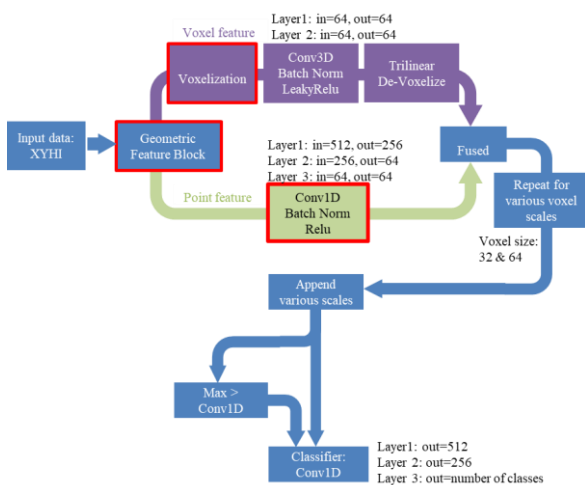 Layer1: in=64, out=64
Layer 2: in=64, out=64
Voxel feature
Voxelization
Conv3D
Batch Norm
LeakyRelu
Trilinear
De-Voxelize
Input data:
XYHI
Geometric
Feature Block
Layer1: in=512, out=256
Layer 2: in=256, out=64
Layer 3: in=64, out=64
Point feature
Conv1D
Batch Norm
Relu
Fused
Repeat for
various voxel
scales
Voxel size:
32 & 64
Append
various scales
Max >
Conv1D
Classifier:
Conv1D
Layer1: out=512
Layer 2: out=256
Layer 3: out=number of classes